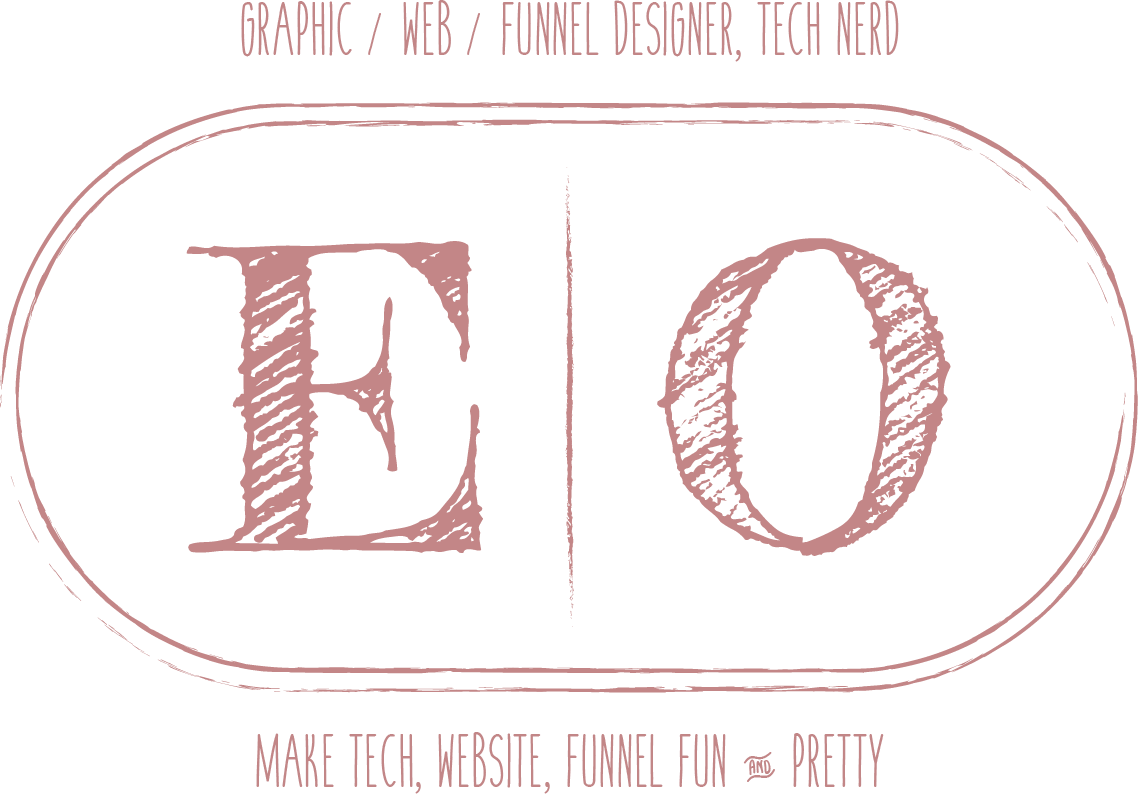 GRAPHIC / WEB / FUNNEL DESIGNER, TECH NERD
E O
MAKE TECH, WEBSITE, FUNNEL FUN AND PRETTY